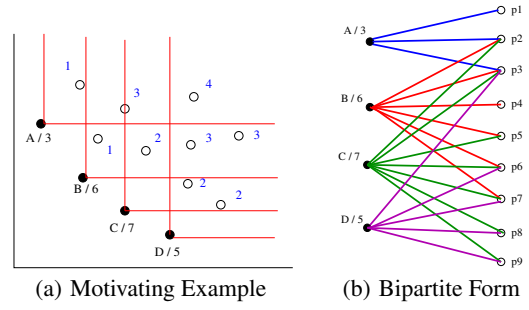 1
3
4
A / 3
1
2
3
3
B / 6
2
2
C / 7
D / 5
(a) Motivating Example
p1
A / 3
p2
p3
B / 6
p4
p5
C / 7
p6
p7
D / 5
p8
p9
(b) Bipartite Form